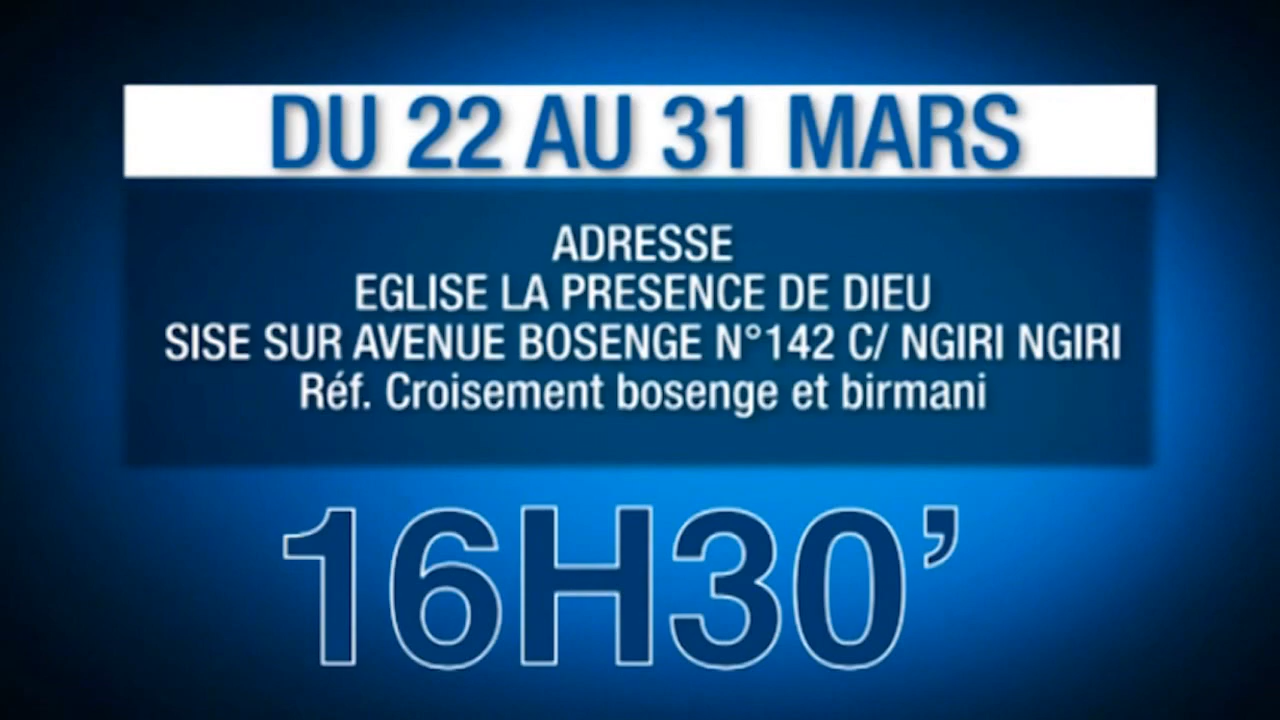 DU 22 AU 31 MARS
ADRESSE
EGLISE LA PRESENCE DE DIEU
SISE SUR AVENUE BOSENGE N°142 C/ NGIRI NGIRI
Réf. Croisement bosenge et birmani
16H30’